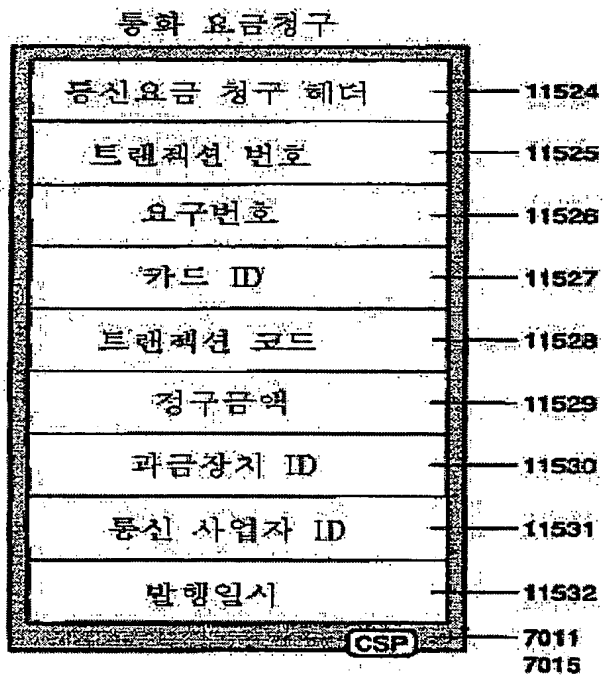 통화 요금청구
통신요금 청구 헤더 11524
트랜잭션 번호 11525
요구번호 11526
카드 ID 11527
트랜잭션 코드 11528
청구금액 11529
과금장치 ID 11530
통신 사업자 ID 11531
발행일시 11532
CSP 7011
7015